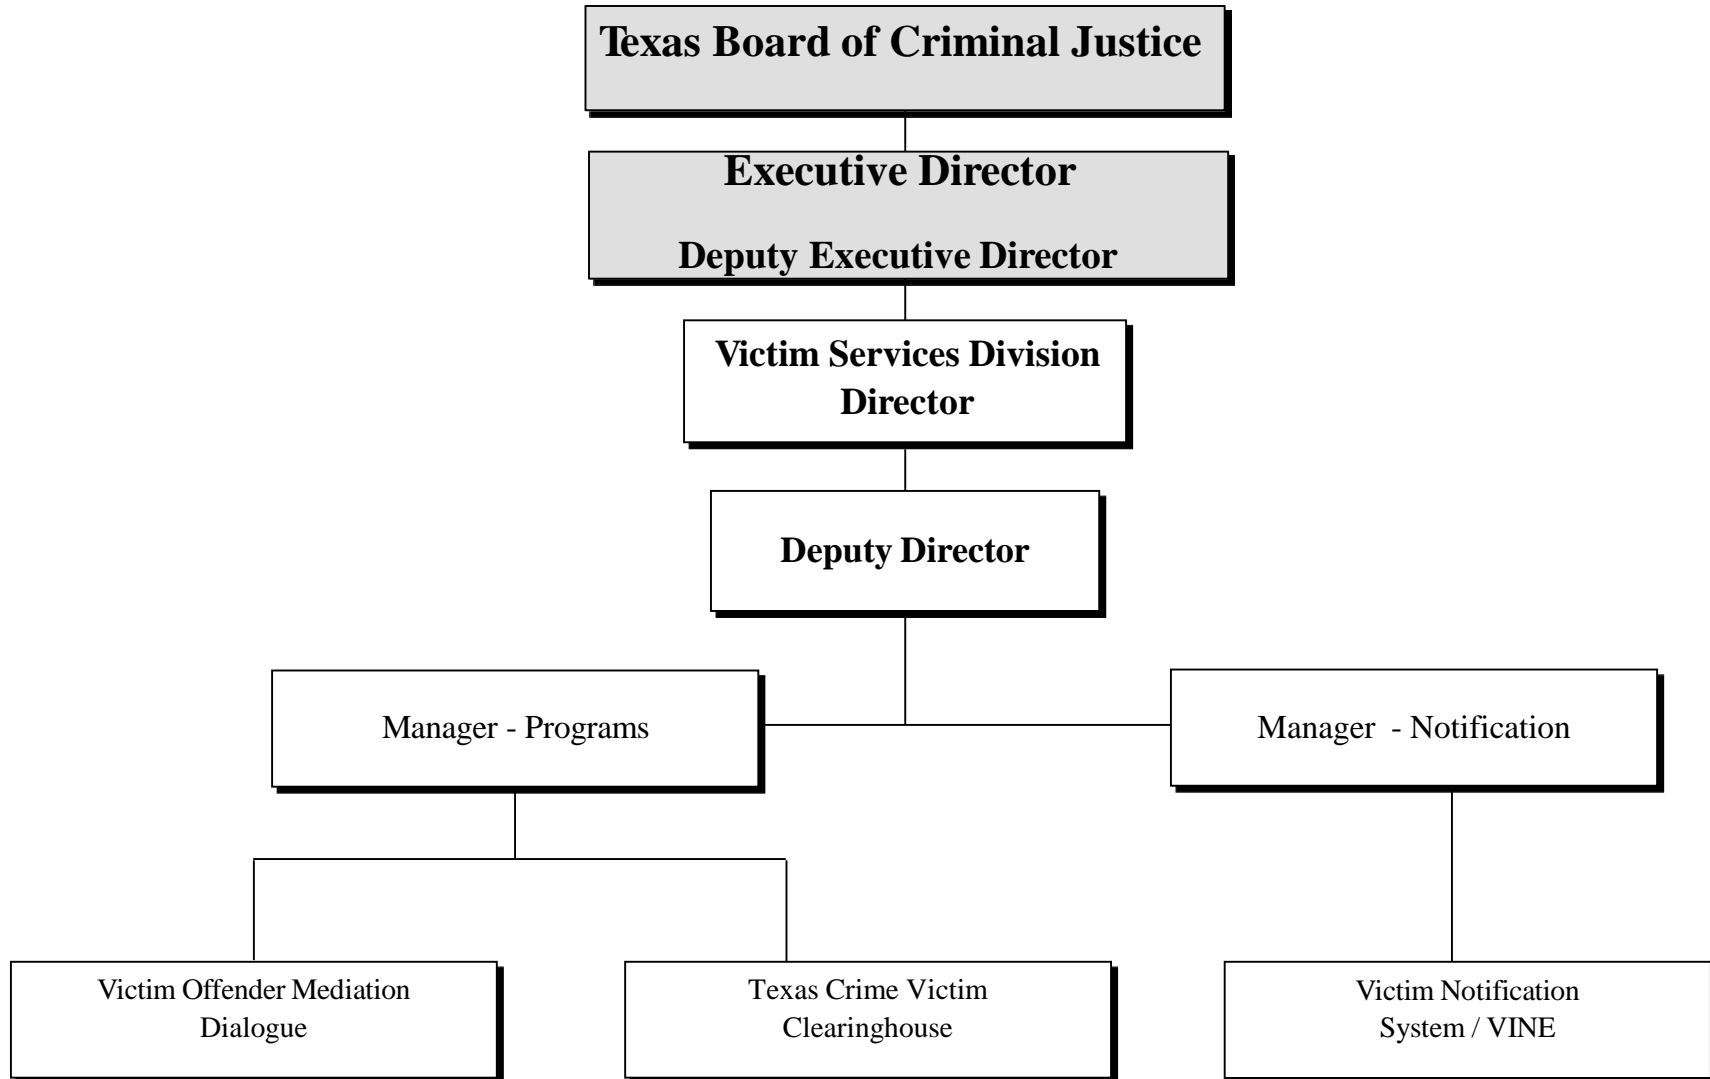 Texas Board of Criminal Justice
Executive Director
Deputy Executive Director
Victim Services Division
Director
Deputy Director
Manager - Programs
Manager - Notification
Victim Offender Mediation
Dialogue
Texas Crime Victim
Clearinghouse
Victim Notification
System / VINE